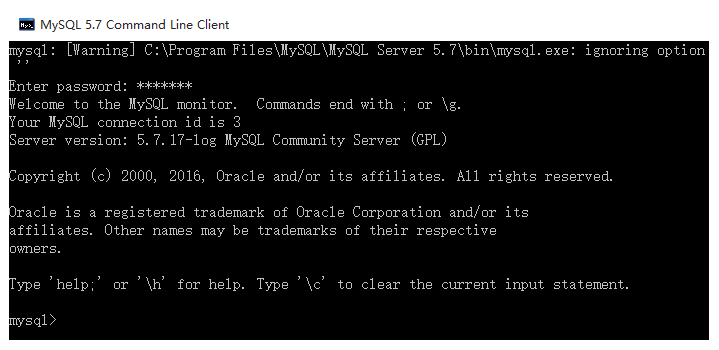 MySQL 5.7 Command Line Client
mysql: [Warning] C:\Program Files\MySQL\MySQL Server 5.7\bin\mysql.exe: ignoring option
''
Enter password: *******
Welcome to the MySQL monitor.  Commands end with ; or \g.
Your MySQL connection id is 3
Server version: 5.7.17-log MySQL Community Server (GPL)
Copyright (c) 2000, 2016, Oracle and/or its affiliates. All rights reserved.
Oracle is a registered trademark of Oracle Corporation and/or its
affiliates. Other names may be trademarks of their respective
owners.
Type 'help;' or '\h' for help. Type '\c' to clear the current input statement.
mysql>